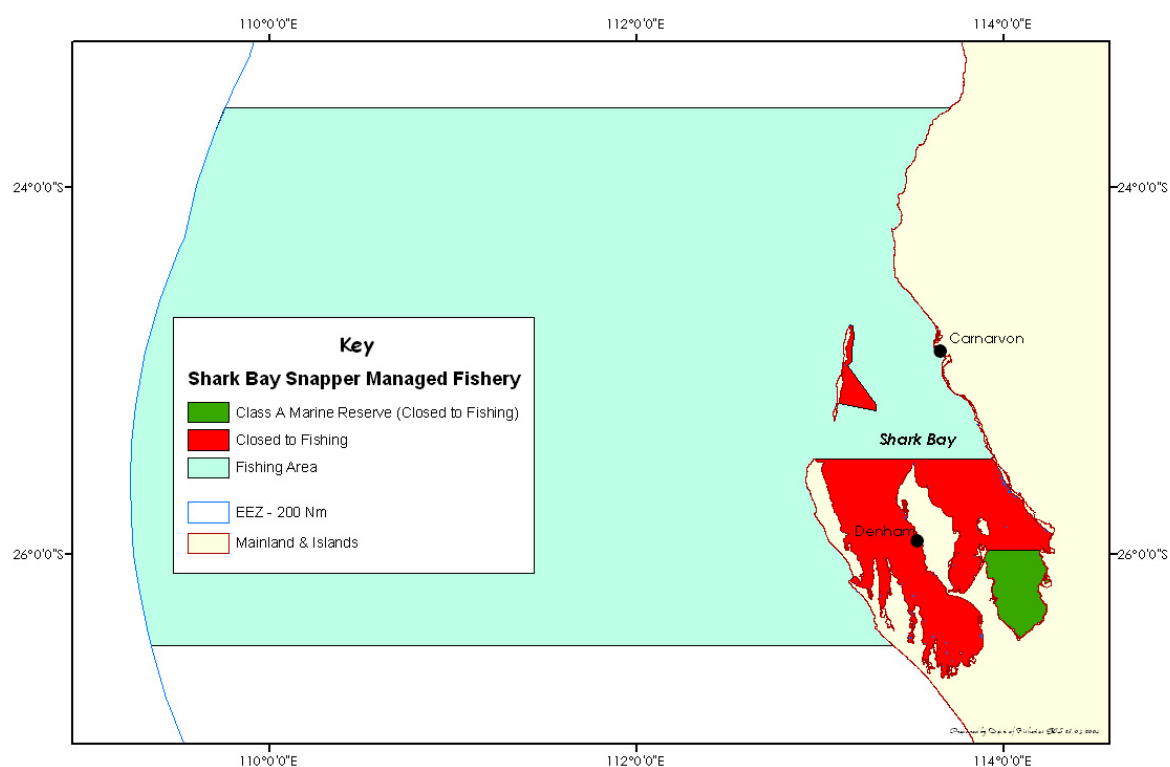 110°0'0"E 112°0'0"E 114°0'0"E
24°0'0"S 24°0'0"S
Carnarvon
Key
Shark Bay Snapper Managed Fishery
Class A Marine Reserve (Closed to Fishing)
Closed to Fishing
Fishing Area
EEZ - 200 Nm
Mainland & Islands
Shark Bay
Denham
26°0'0"S 26°0'0"S
110°0'0"E 112°0'0"E 114°0'0"E